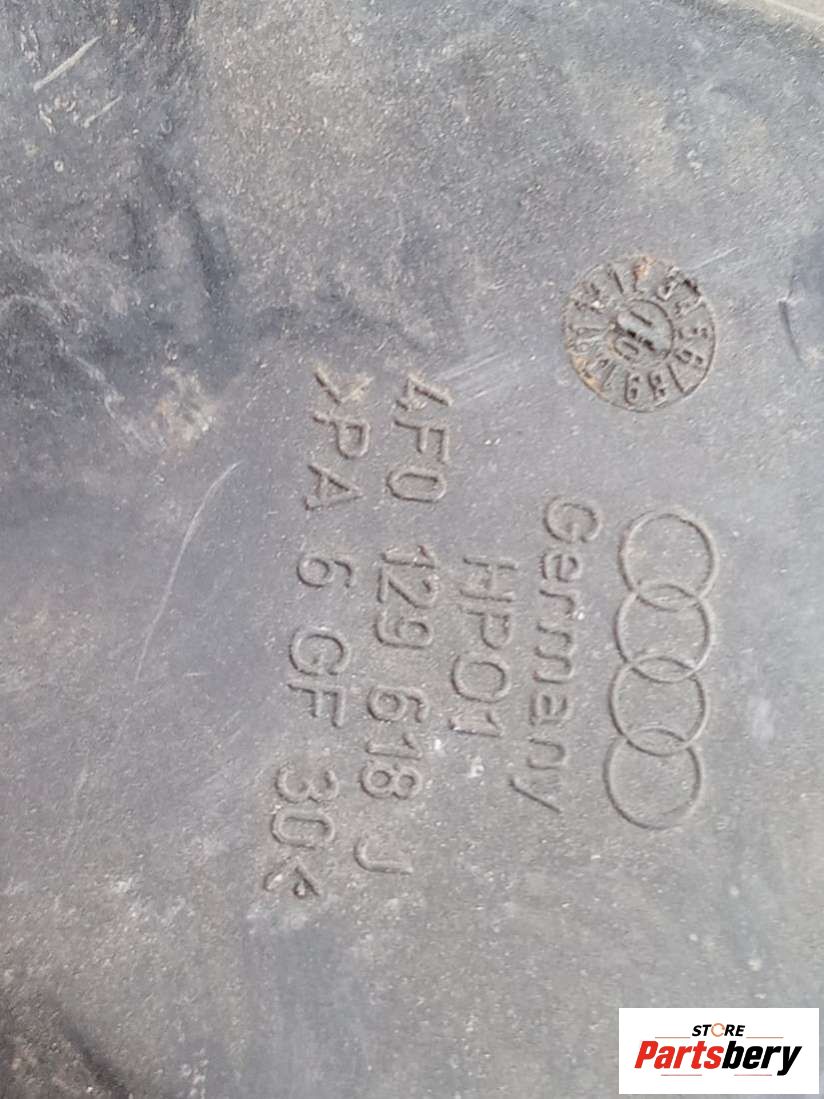 Germany
HP01
4F0 129 618 J
>PA 6 GF 30<
STORE
Partsbery